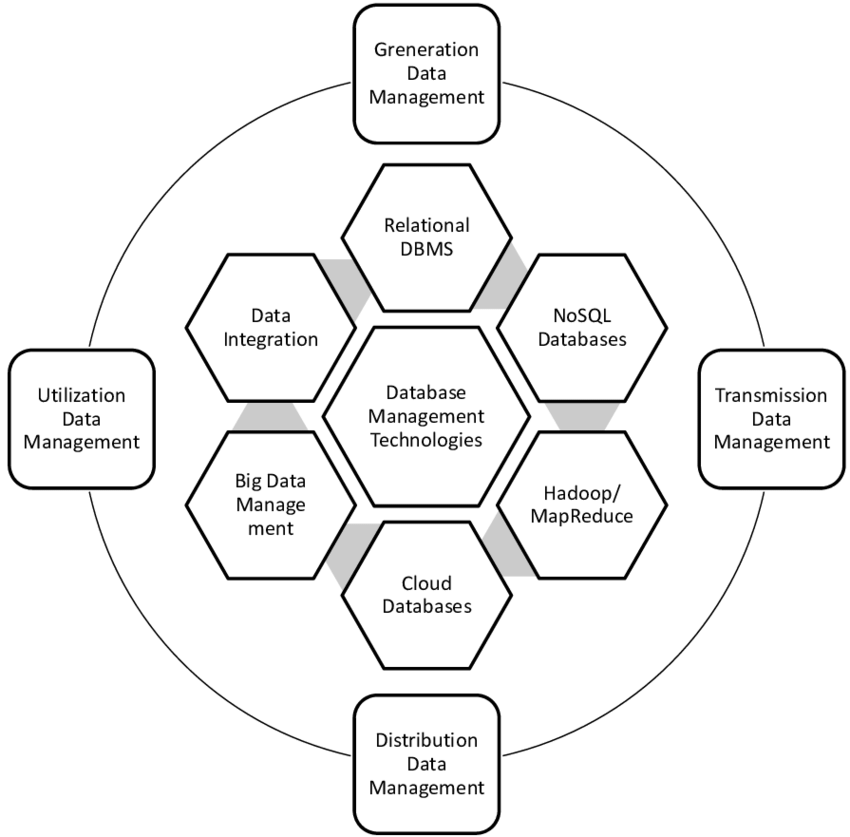 Greneration
Data
Management
Relational
DBMS
Data
Integration
NoSQL
Databases
Utilization
Data
Management
Database
Management
Technologies
Transmission
Data
Management
Big Data
Manage
ment
Hadoop/
MapReduce
Cloud
Databases
Distribution
Data
Management